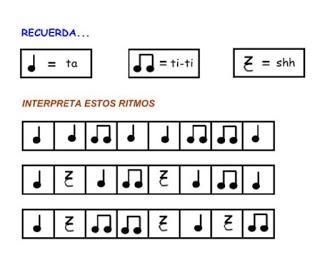 RECUERDA...
= ta
= ti-ti
= shh
INTERPRETA ESTOS RITMOS